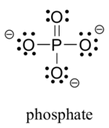 O
⊖ O P O ⊖
O ⊖
phosphate